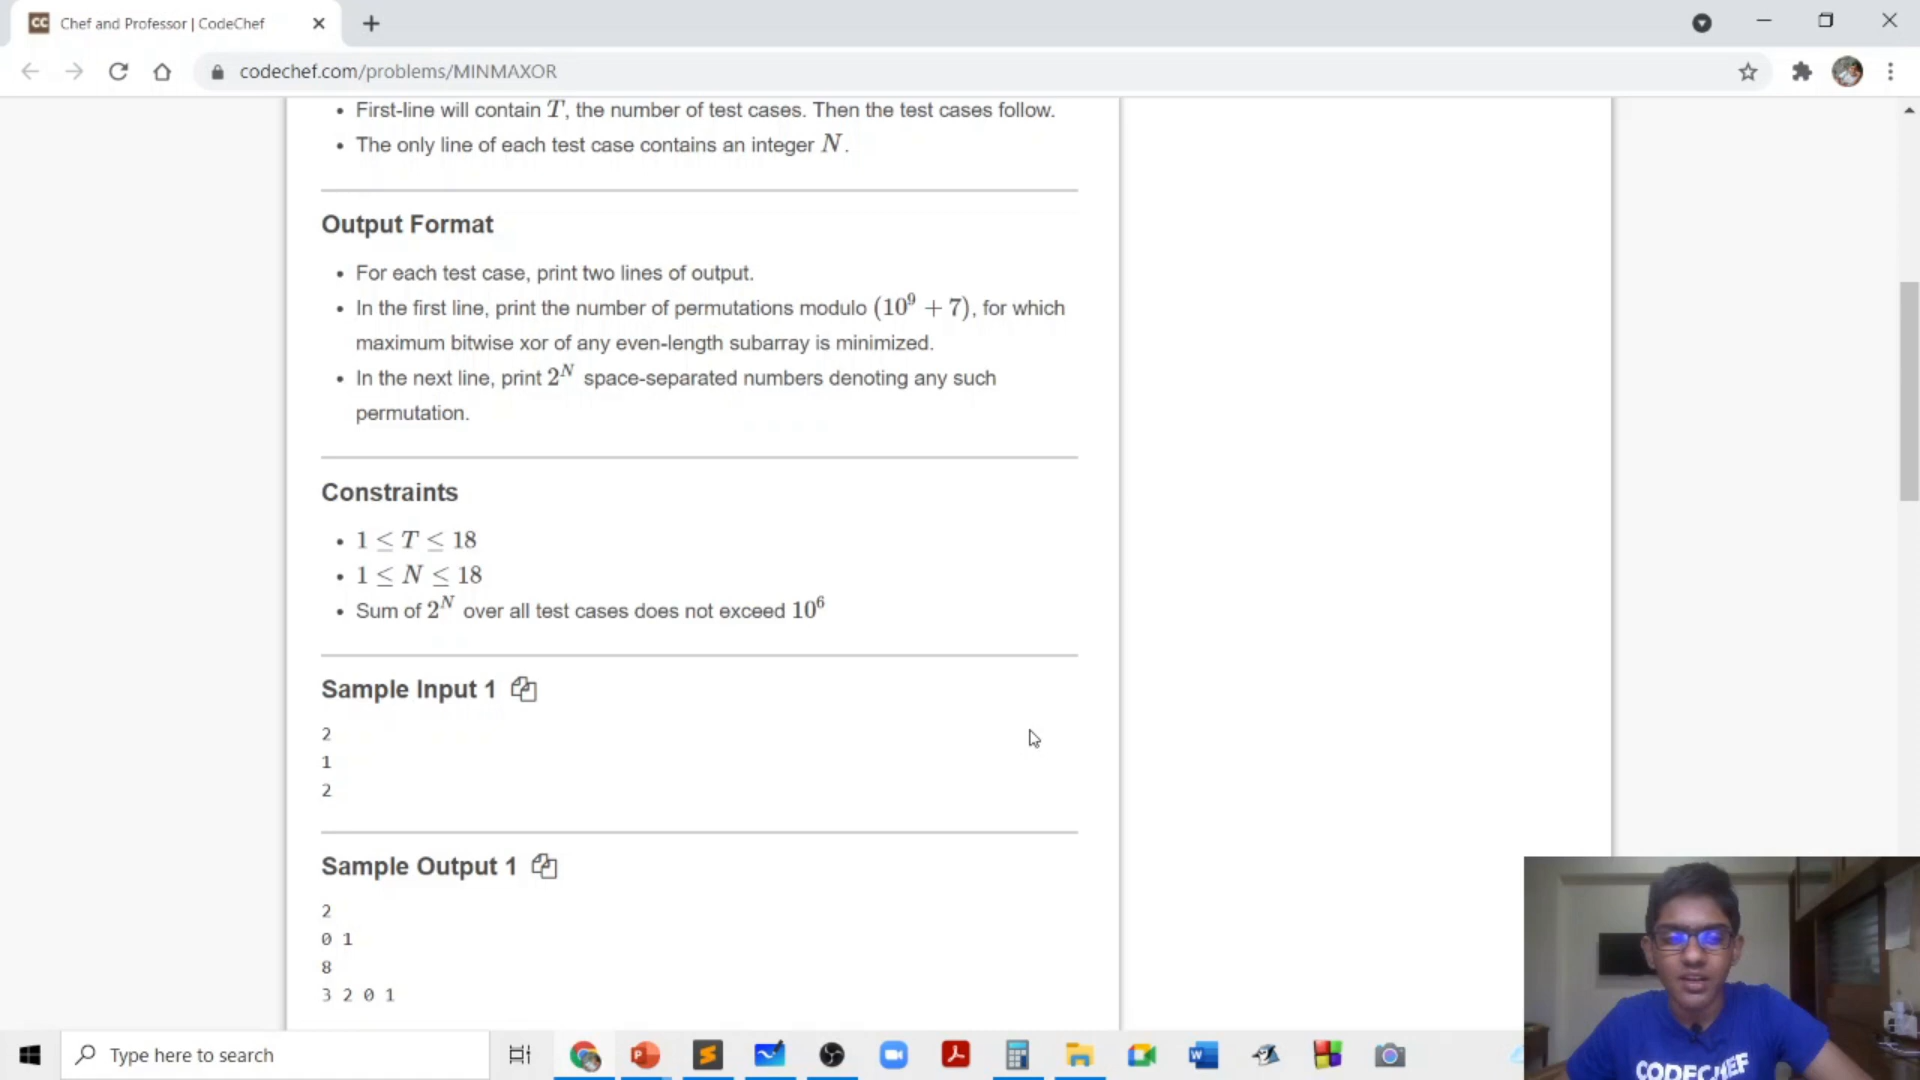 CC Chef and Professor | CodeChef
codechef.com/problems/MINMAXOR
• First-line will contain T, the number of test cases. Then the test cases follow.
• The only line of each test case contains an integer N.
Output Format
• For each test case, print two lines of output.
• In the first line, print the number of permutations modulo (10⁹ + 7), for which
maximum bitwise xor of any even-length subarray is minimized.
• In the next line, print 2ᴺ space-separated numbers denoting any such
permutation.
Constraints
• 1 ≤ T ≤ 18
• 1 ≤ N ≤ 18
• Sum of 2ᴺ over all test cases does not exceed 10⁶
Sample Input 1
2
1
2
Sample Output 1
2
0 1
8
3 2 0 1
Type here to search
CODECHEF